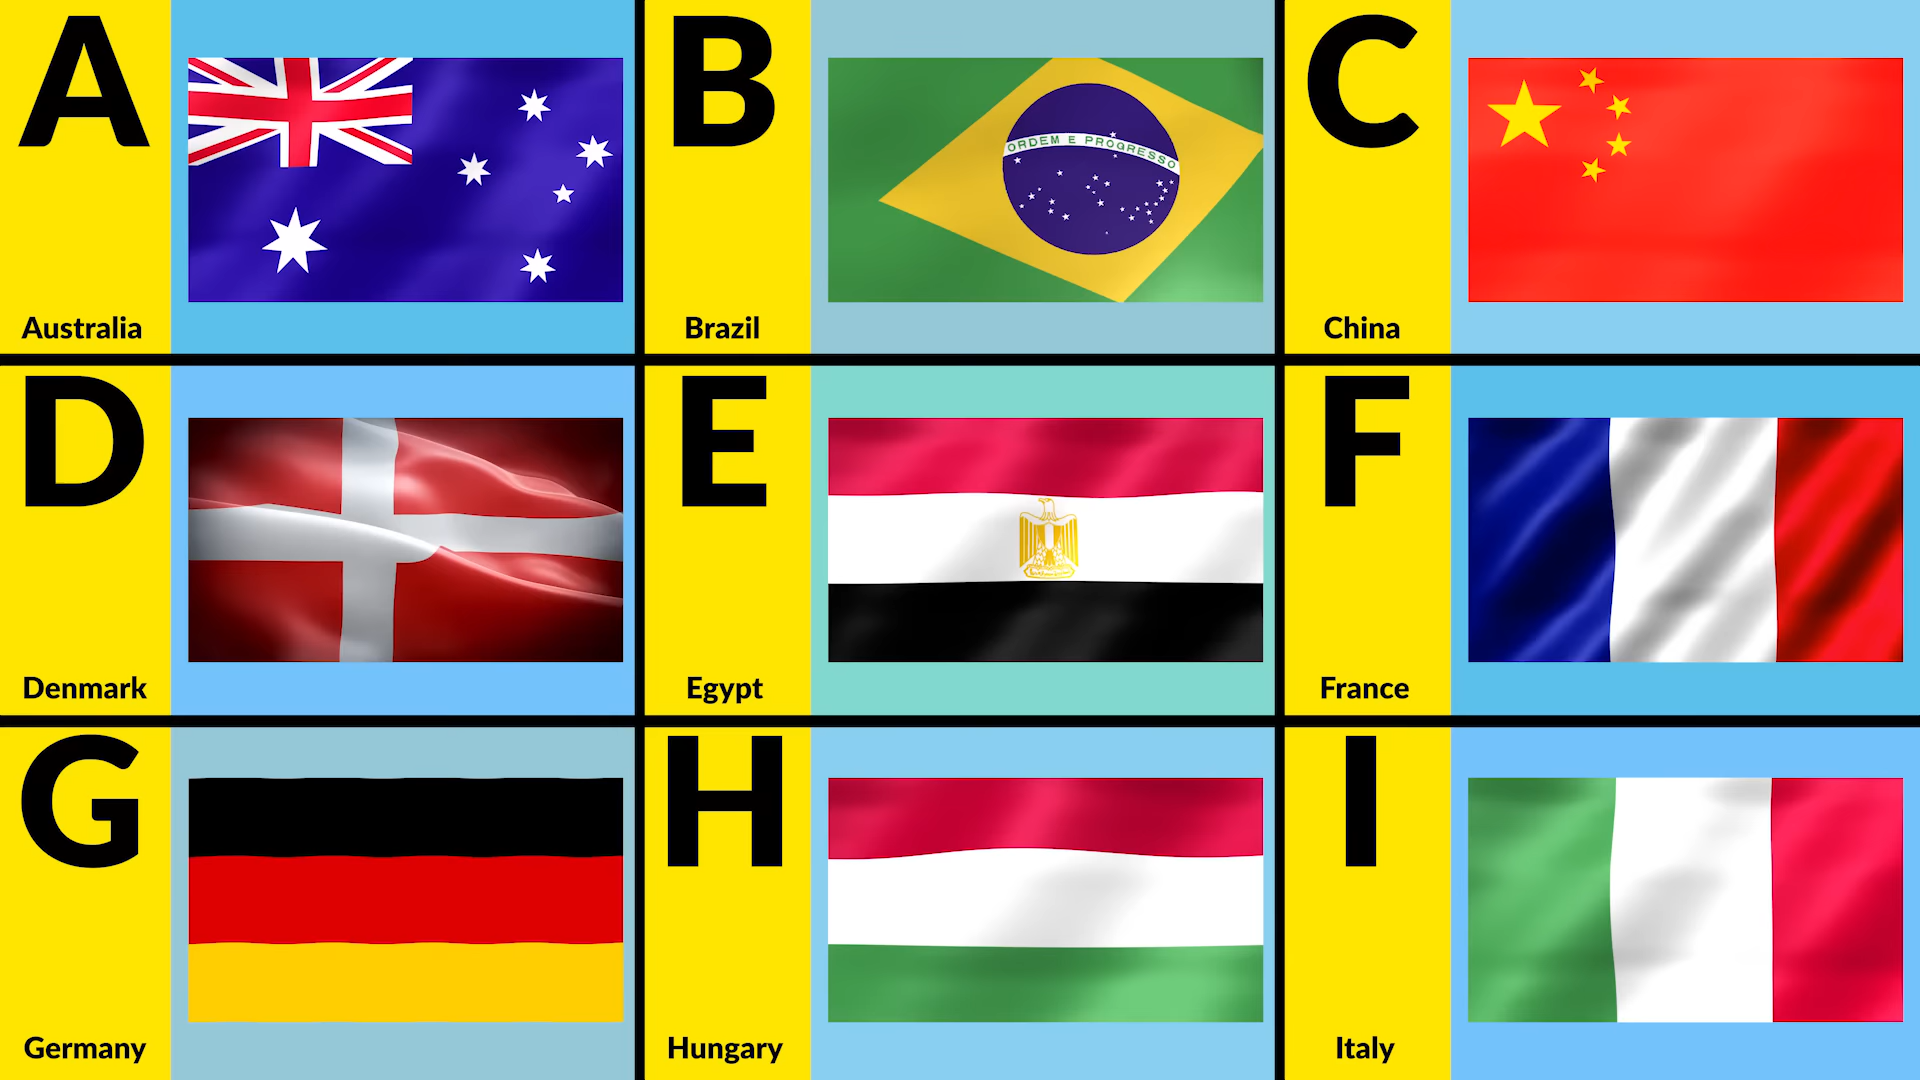 A
Australia
B
ORDEM E PROGRESSO
Brazil
C
China
D
Denmark
E
Egypt
F
France
G
Germany
H
Hungary
I
Italy